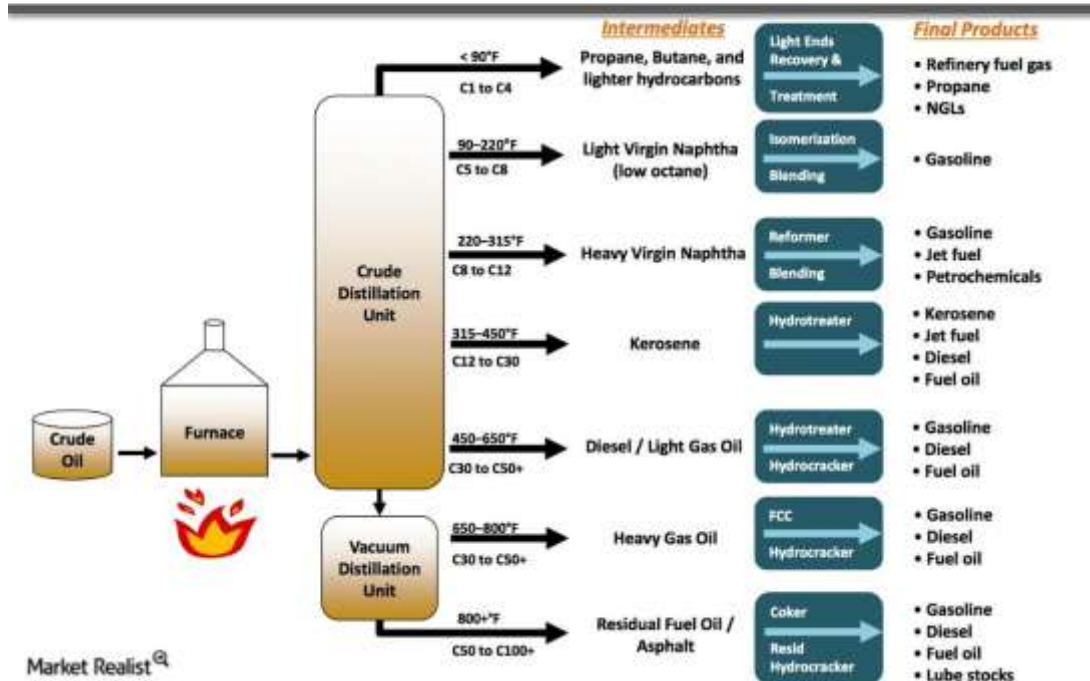 Intermediates
Final Products
< 90°F
C1 to C4
Propane, Butane, and
lighter hydrocarbons
Light Ends
Recovery &
Treatment
• Refinery fuel gas
• Propane
• NGLs
90–220°F
C5 to C8
Light Virgin Naphtha
(low octane)
Isomerization
Blending
• Gasoline
220–315°F
C8 to C12
Heavy Virgin Naphtha
Reformer
Blending
• Gasoline
• Jet fuel
• Petrochemicals
Crude
Distillation
Unit
315–450°F
C12 to C30
Kerosene
Hydrotreater
• Kerosene
• Jet fuel
• Diesel
• Fuel oil
Crude
Oil
Furnace
450–650°F
C30 to C50+
Diesel / Light Gas Oil
Hydrotreater
Hydrocracker
• Gasoline
• Diesel
• Fuel oil
Vacuum
Distillation
Unit
650–800°F
C30 to C50+
Heavy Gas Oil
FCC
Hydrocracker
• Gasoline
• Diesel
• Fuel oil
800+°F
C50 to C100+
Residual Fuel Oil /
Asphalt
Coker
Resid
Hydrocracker
• Gasoline
• Diesel
• Fuel oil
• Lube stocks
Market Realist